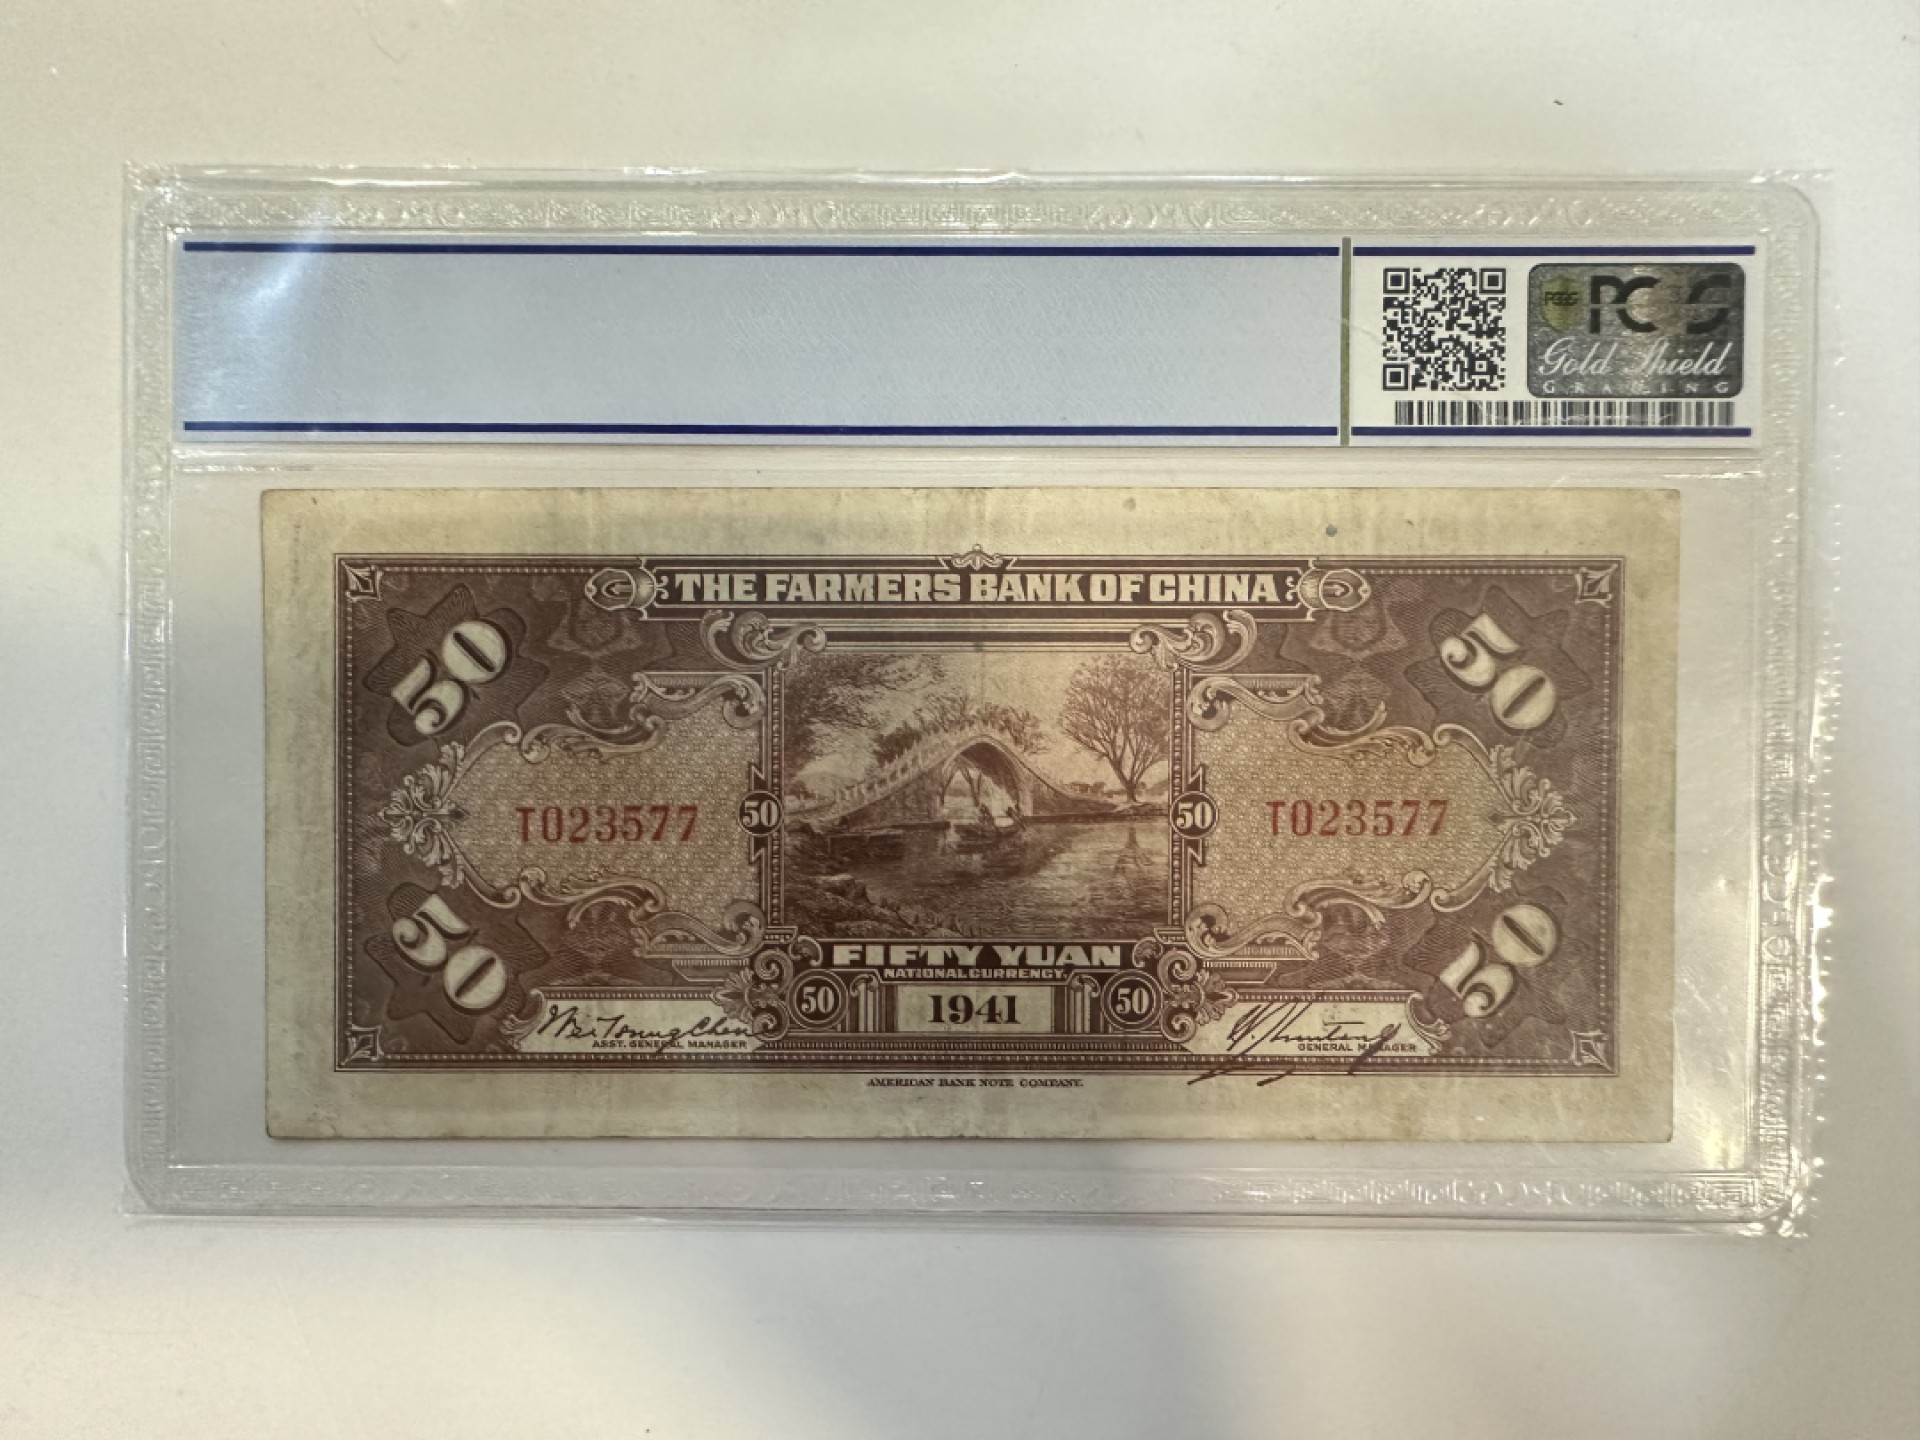 PCGS
PCGS
Gold Shield
GRADING
THE FARMERS BANK OF CHINA
50
50
T023577
50
50
T023577
50
50
FIFTY YUAN
NATIONAL CURRENCY.
50
1941
50
ASST. GENERAL MANAGER
GENERAL MANAGER
AMERICAN BANK NOTE COMPANY.